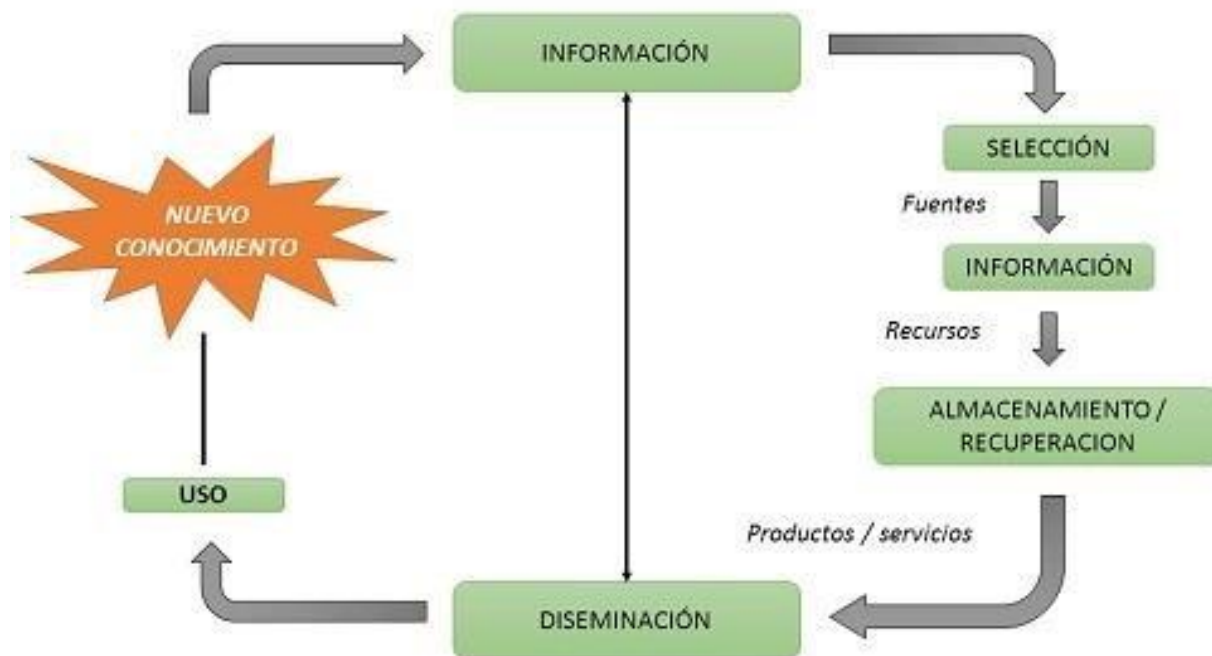 INFORMACIÓN
SELECCIÓN
Fuentes
INFORMACIÓN
Recursos
ALMACENAMIENTO /
RECUPERACION
Productos / servicios
DISEMINACIÓN
USO
NUEVO
CONOCIMIENTO